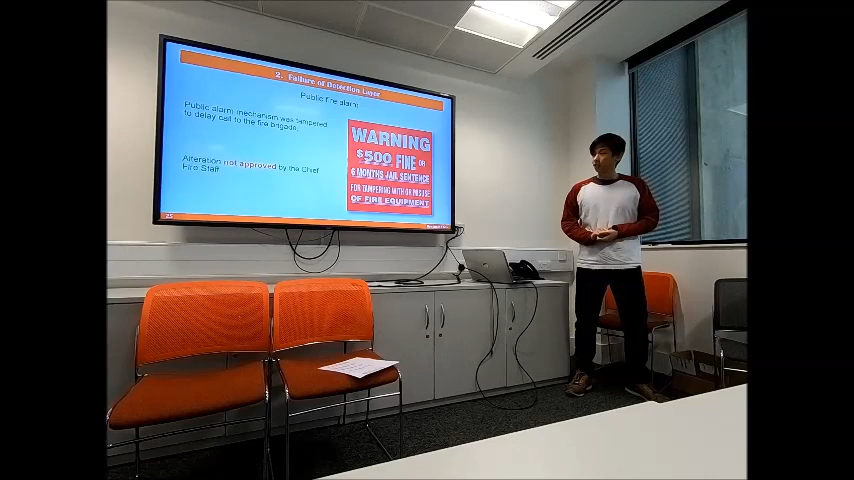 2. Failure of Detection Layer
Public fire alarm
Public alarm mechanism was tampered
to delay call to the fire brigade.
Alteration not approved by the Chief
Fire Staff
WARNING
$500 FINE OR
6 MONTHS JAIL SENTENCE
FOR TAMPERING WITH OR MISUSE
OF FIRE EQUIPMENT
25